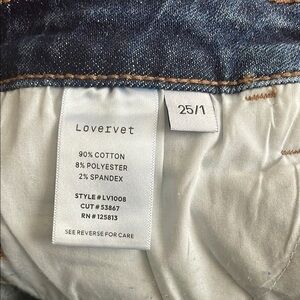 Lovervet
25/1
90% COTTON
8% POLYESTER
2% SPANDEX
STYLE # LV1008
CUT # 53867
RN # 125813
SEE REVERSE FOR CARE